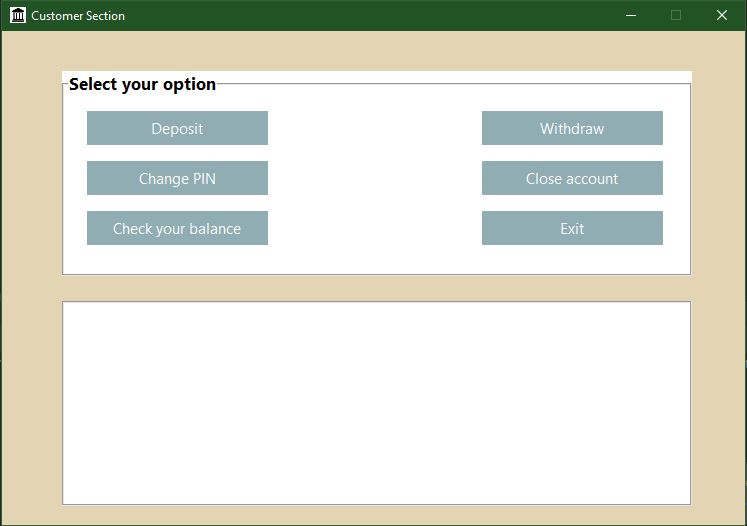 Customer Section
Select your option
Deposit
Withdraw
Change PIN
Close account
Check your balance
Exit